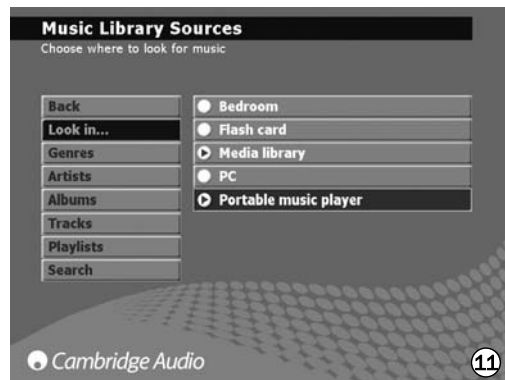 Music Library Sources
Choose where to look for music
Back
Look in...
Genres
Artists
Albums
Tracks
Playlists
Search
Bedroom
Flash card
Media library
PC
Portable music player
Cambridge Audio
11